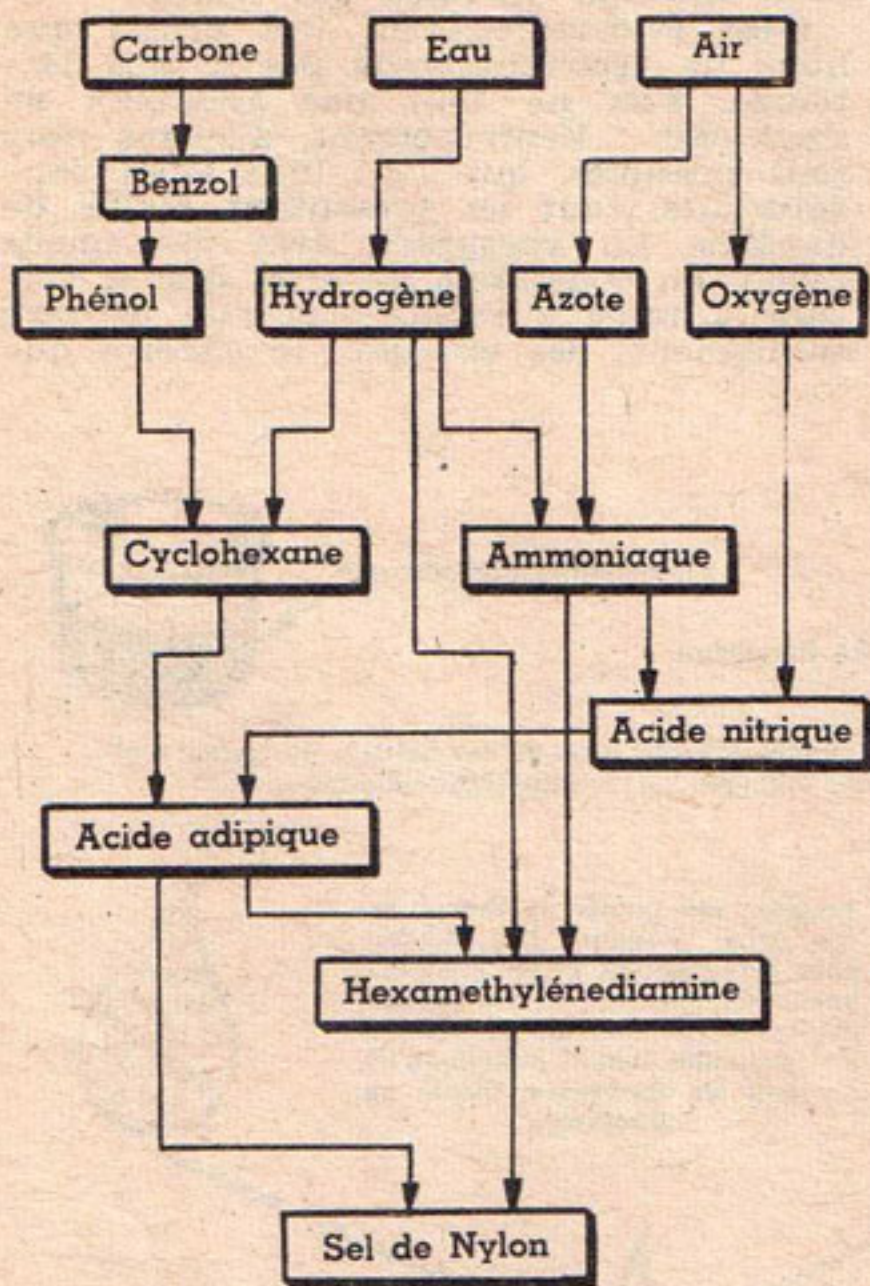 Carbone
Eau
Air
Benzol
Phénol
Hydrogène
Azote
Oxygène
Cyclohexane
Ammoniaque
Acide nitrique
Acide adipique
Hexamethylénediamine
Sel de Nylon